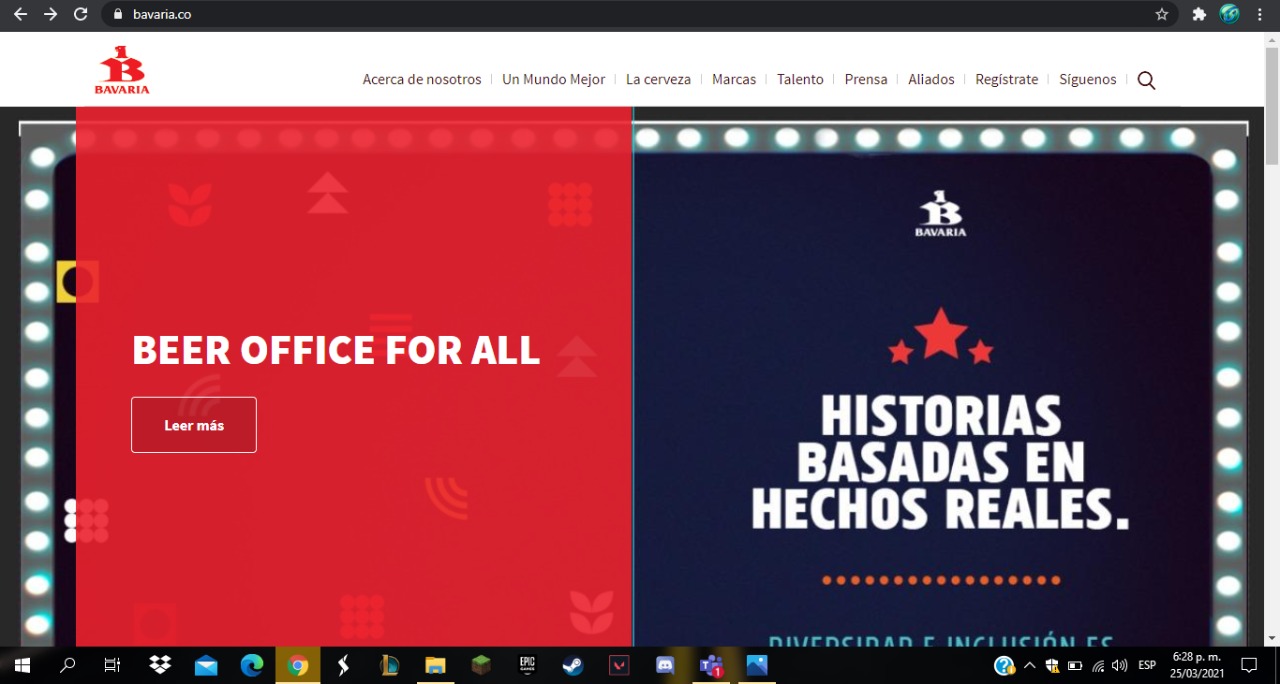 bavaria.co
BAVARIA
Acerca de nosotros
Un Mundo Mejor
La cerveza
Marcas
Talento
Prensa
Aliados
Regístrate
Síguenos
BEER OFFICE FOR ALL
Leer más
BAVARIA
HISTORIAS
BASADAS EN
HECHOS REALES.
DIVERSIDAD E INCLUSIÓN ES
EPIC
GAMES
1
ESP
6:28 p. m.
25/03/2021